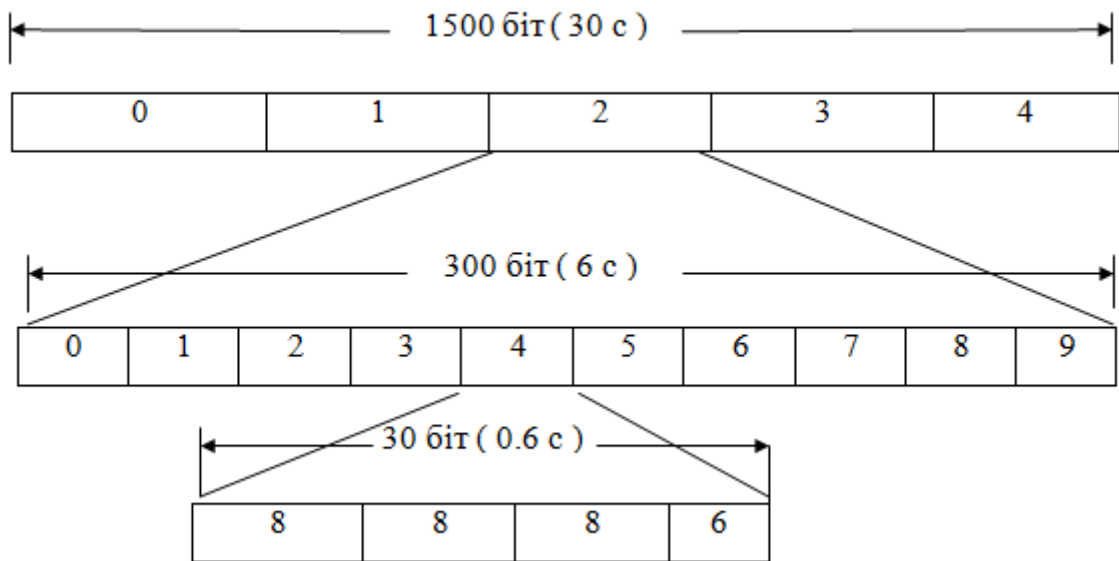 1500 біт ( 30 с )
0 1 2 3 4
300 біт ( 6 с )
0 1 2 3 4 5 6 7 8 9
30 біт ( 0.6 с )
8 8 8 6